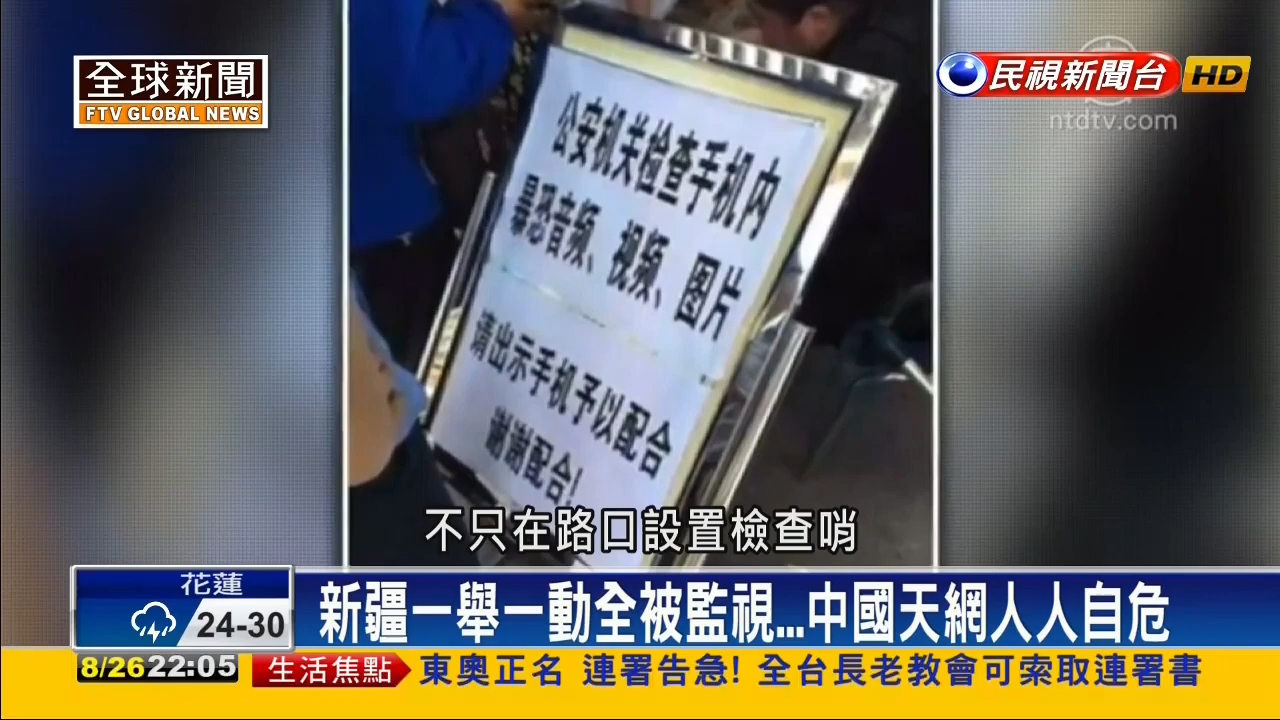 全球新聞
FTV GLOBAL NEWS
民視新聞台 HD
ntdtv.com
公安机关检查手机内
暴恐音频、视频、图片
请出示手机予以配合
谢谢配合!
不只在路口設置檢查哨
花蓮
24-30
新疆一舉一動全被監視...中國天網人人自危
8/26 22:05 生活焦點 東奧正名 連署告急! 全台長老教會可索取連署書